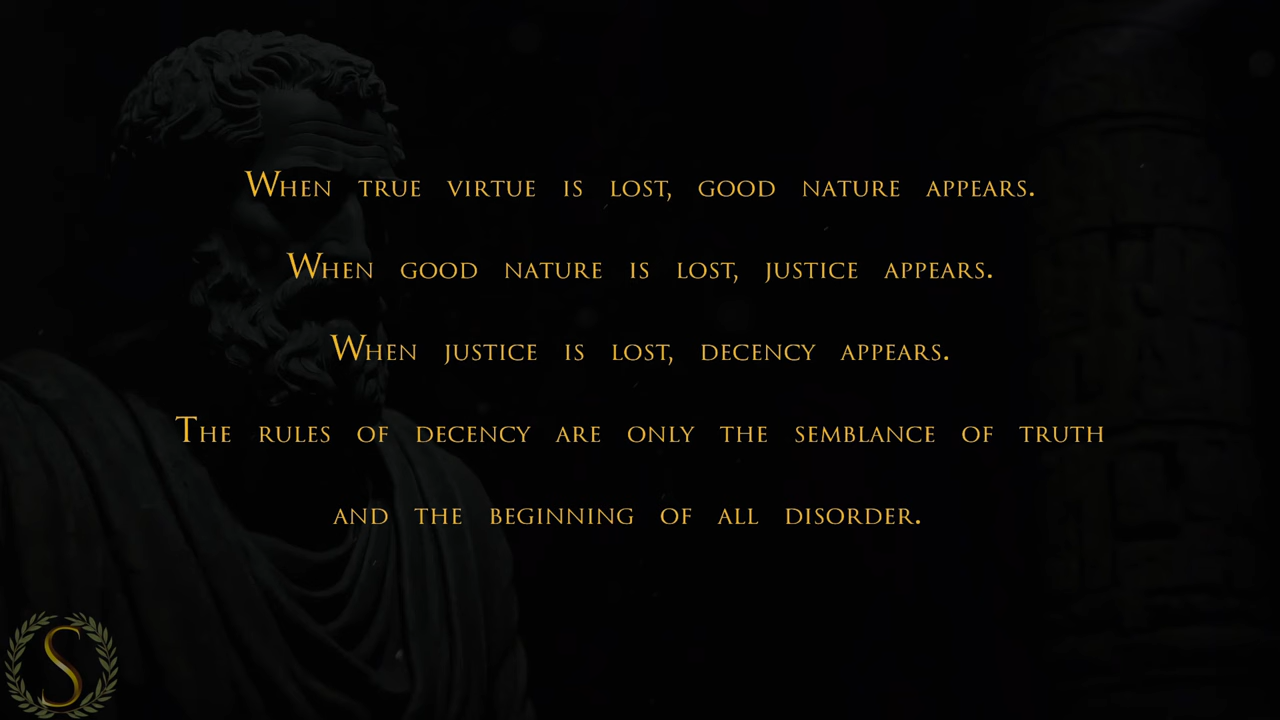 When true virtue is lost, good nature appears.
When good nature is lost, justice appears.
When justice is lost, decency appears.
The rules of decency are only the semblance of truth
and the beginning of all disorder.
S